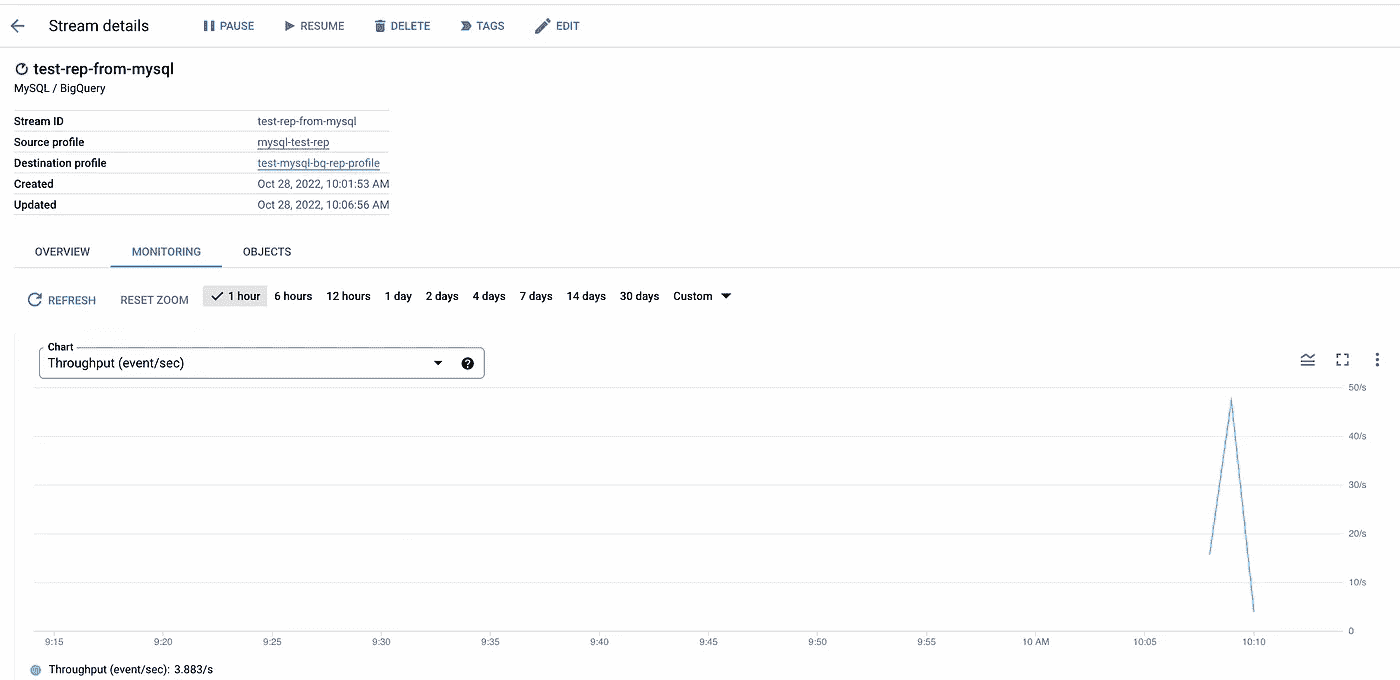 Stream details PAUSE RESUME DELETE TAGS EDIT
test-rep-from-mysql
MySQL / BigQuery
Stream ID test-rep-from-mysql
Source profile mysql-test-rep
Destination profile test-mysql-bq-rep-profile
Created Oct 28, 2022, 10:01:53 AM
Updated Oct 28, 2022, 10:06:56 AM
OVERVIEW MONITORING OBJECTS
REFRESH RESET ZOOM 1 hour 6 hours 12 hours 1 day 2 days 4 days 7 days 14 days 30 days Custom
Chart
Throughput (event/sec) ?
50/s
40/s
30/s
20/s
10/s
0
9:15 9:20 9:25 9:30 9:35 9:40 9:45 9:50 9:55 10 AM 10:05 10:10
Throughput (event/sec): 3.883/s